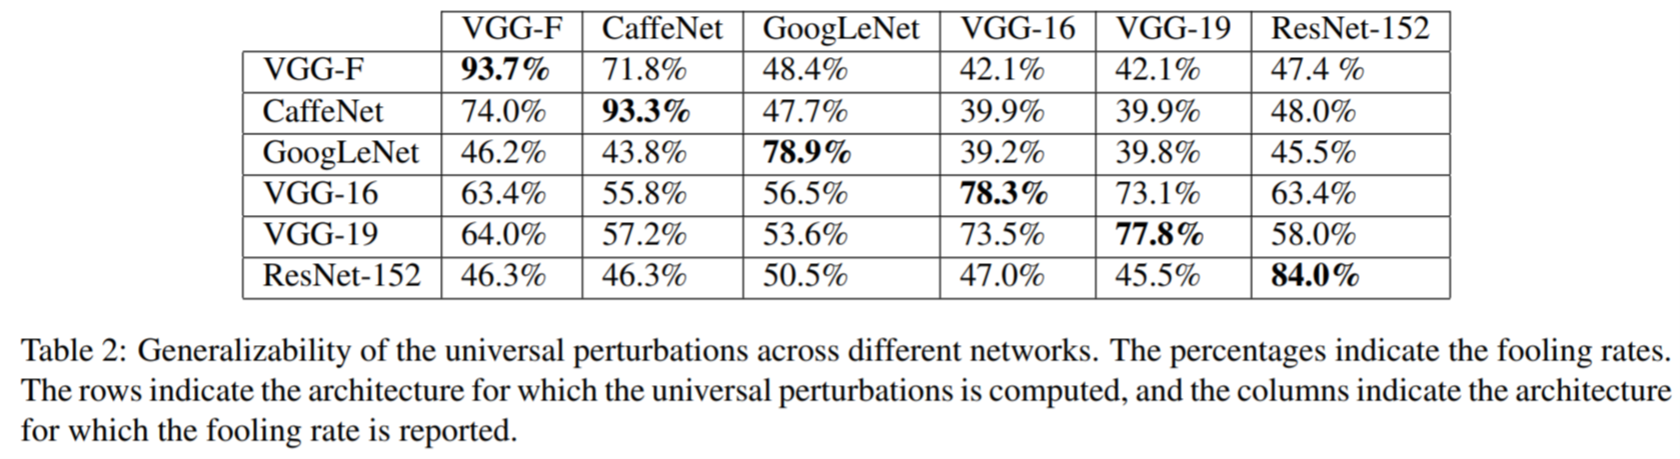 VGG-F CaffeNet GoogLeNet VGG-16 VGG-19 ResNet-152
VGG-F 93.7% 71.8% 48.4% 42.1% 42.1% 47.4 %
CaffeNet 74.0% 93.3% 47.7% 39.9% 39.9% 48.0%
GoogLeNet 46.2% 43.8% 78.9% 39.2% 39.8% 45.5%
VGG-16 63.4% 55.8% 56.5% 78.3% 73.1% 63.4%
VGG-19 64.0% 57.2% 53.6% 73.5% 77.8% 58.0%
ResNet-152 46.3% 46.3% 50.5% 47.0% 45.5% 84.0%
Table 2: Generalizability of the universal perturbations across different networks. The percentages indicate the fooling rates.
The rows indicate the architecture for which the universal perturbations is computed, and the columns indicate the architecture
for which the fooling rate is reported.